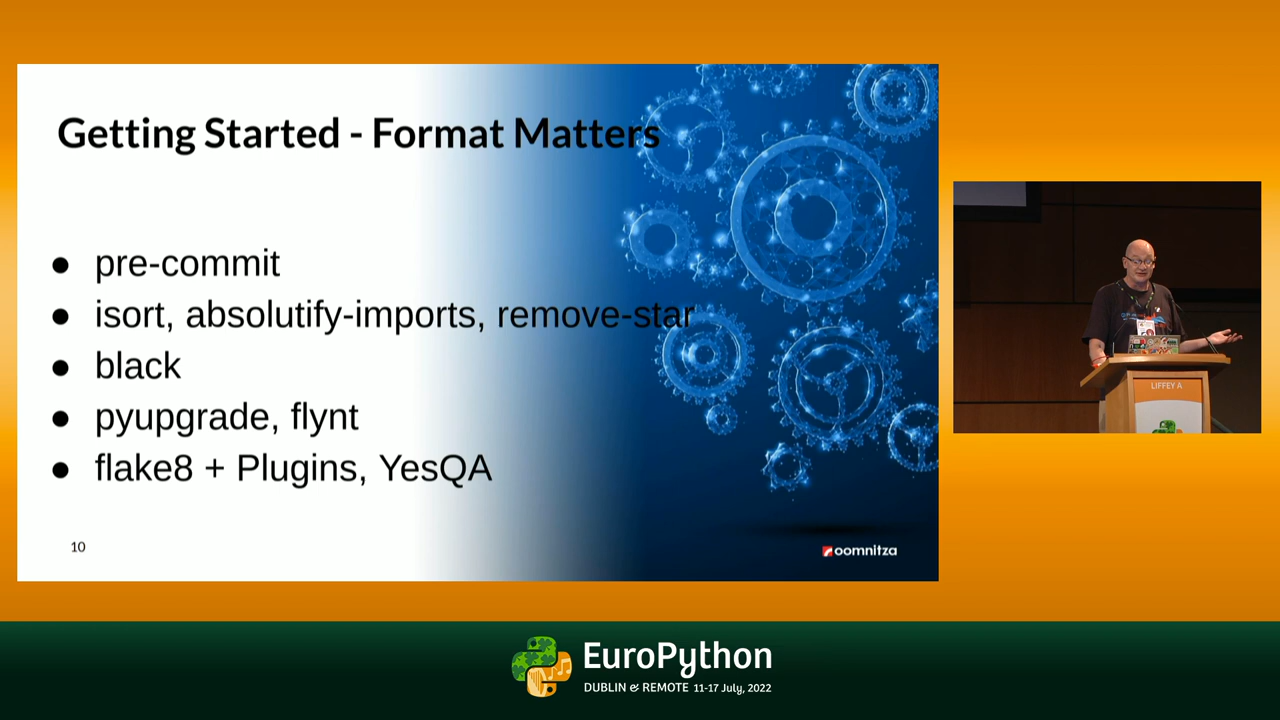 Getting Started - Format Matters
● pre-commit
● isort, absolutify-imports, remove-star
● black
● pyupgrade, flynt
● flake8 + Plugins, YesQA
10
oomnitza
LIFFEY A
EuroPython
DUBLIN & REMOTE 11-17 July, 2022